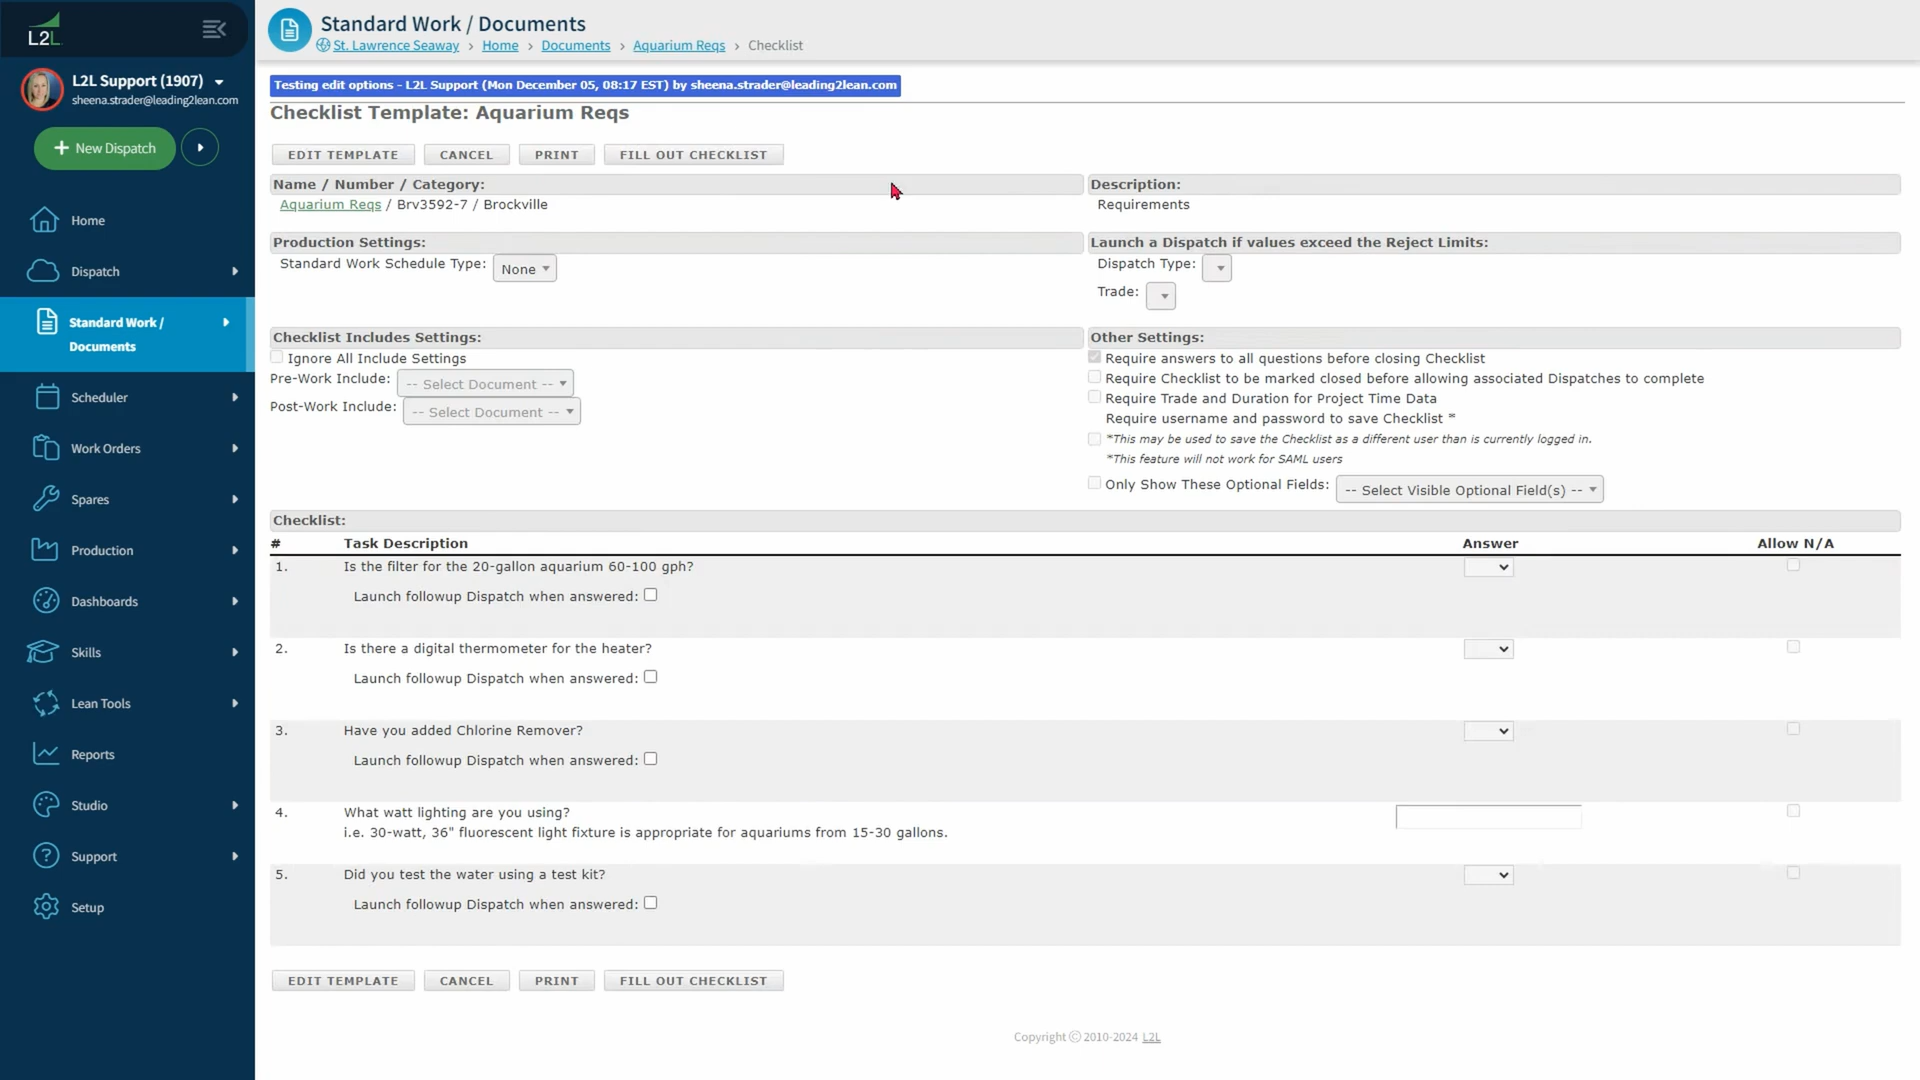 L2L
L2L Support (1907)
sheena.strader@leading2lean.com
+ New Dispatch
Home
Dispatch
Standard Work /
Documents
Scheduler
Work Orders
Spares
Production
Dashboards
Skills
Lean Tools
Reports
Studio
Support
Setup
Standard Work / Documents
St. Lawrence Seaway › Home › Documents › Aquarium Reqs › Checklist
Testing edit options - L2L Support (Mon December 05, 08:17 EST) by sheena.strader@leading2lean.com
Checklist Template: Aquarium Reqs
EDIT TEMPLATE CANCEL PRINT FILL OUT CHECKLIST
Name / Number / Category:
Aquarium Reqs / Brv3592-7 / Brockville
Description:
Requirements
Production Settings:
Standard Work Schedule Type: None
Launch a Dispatch if values exceed the Reject Limits:
Dispatch Type:
Trade:
Checklist Includes Settings:
Ignore All Include Settings
Pre-Work Include: -- Select Document --
Post-Work Include: -- Select Document --
Other Settings:
Require answers to all questions before closing Checklist
Require Checklist to be marked closed before allowing associated Dispatches to complete
Require Trade and Duration for Project Time Data
Require username and password to save Checklist *
*This may be used to save the Checklist as a different user than is currently logged in.
*This feature will not work for SAML users
Only Show These Optional Fields: -- Select Visible Optional Field(s) --
Checklist:
# Task Description Answer Allow N/A
1. Is the filter for the 20-gallon aquarium 60-100 gph?
Launch followup Dispatch when answered:
2. Is there a digital thermometer for the heater?
Launch followup Dispatch when answered:
3. Have you added Chlorine Remover?
Launch followup Dispatch when answered:
4. What watt lighting are you using?
i.e. 30-watt, 36" fluorescent light fixture is appropriate for aquariums from 15-30 gallons.
5. Did you test the water using a test kit?
Launch followup Dispatch when answered:
EDIT TEMPLATE CANCEL PRINT FILL OUT CHECKLIST
Copyright © 2010-2024 L2L